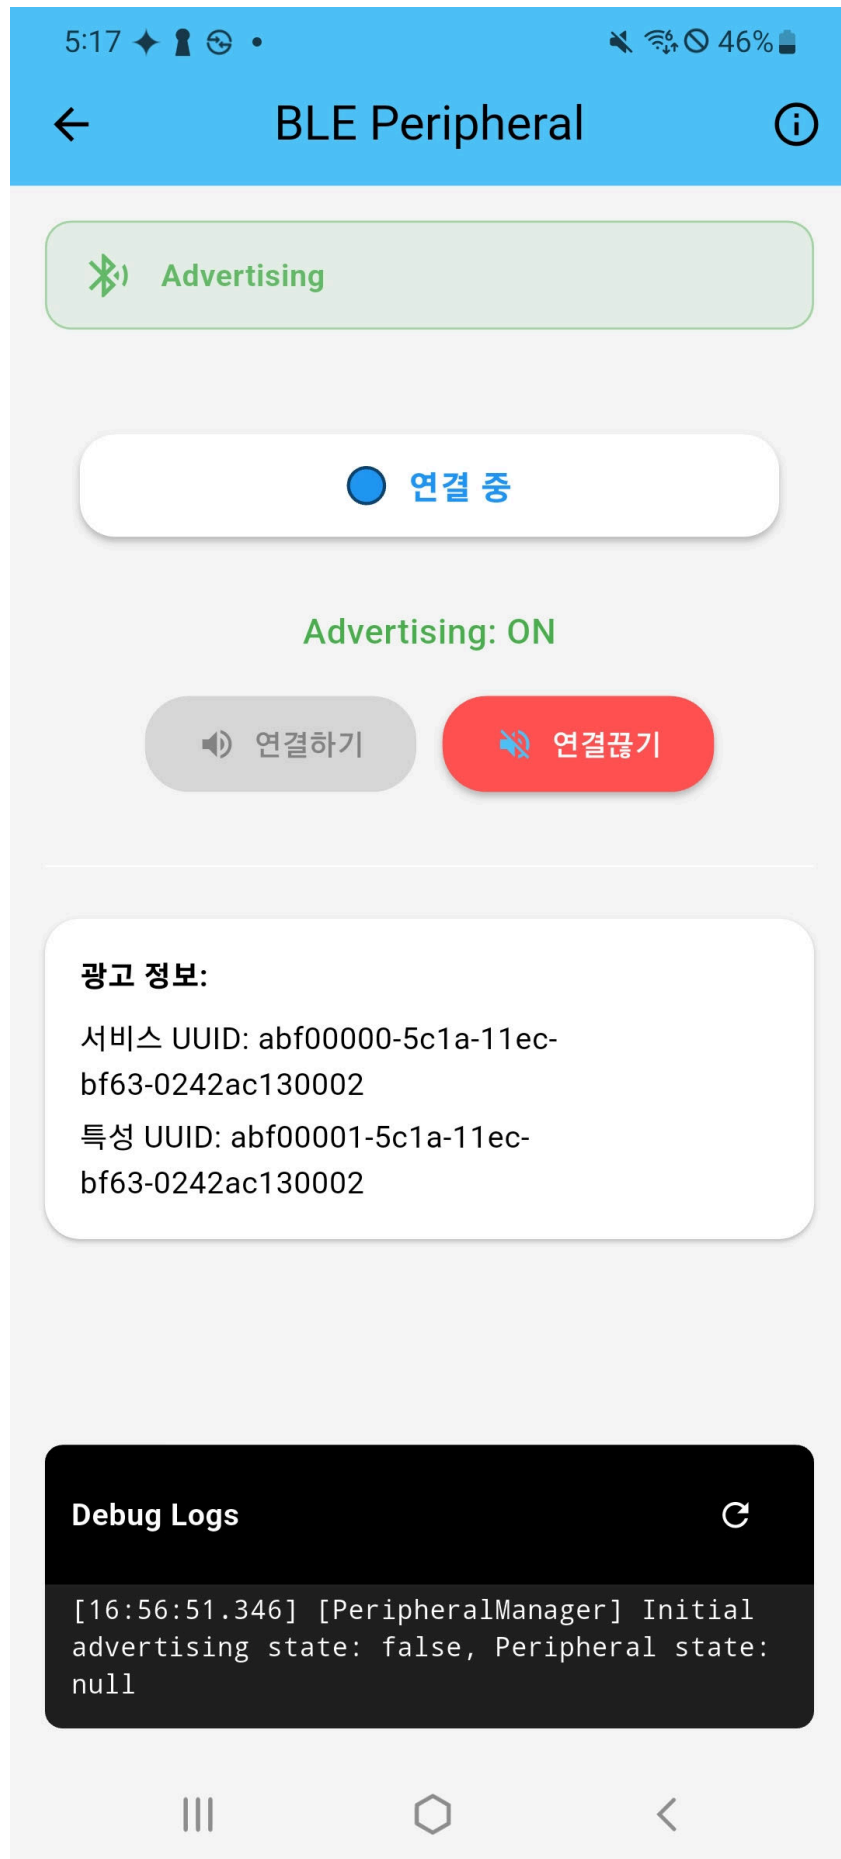 5:17
46%
BLE Peripheral
Advertising
연결 중
Advertising: ON
연결하기
연결끊기
광고 정보:
서비스 UUID: abf00000-5c1a-11ec-
bf63-0242ac130002
특성 UUID: abf00001-5c1a-11ec-
bf63-0242ac130002
Debug Logs
[16:56:51.346] [PeripheralManager] Initial
advertising state: false, Peripheral state:
null